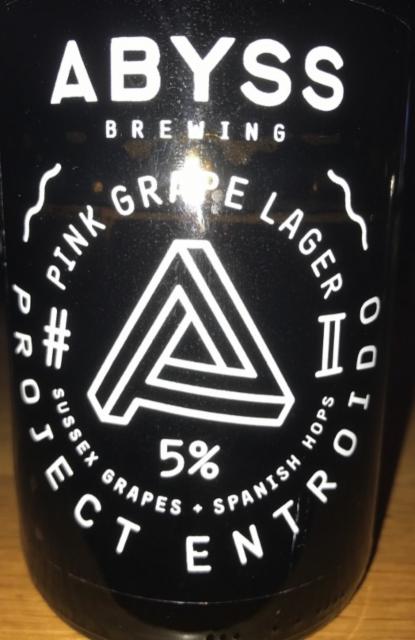 ABYSS
BREWING
PINK GRAPE LAGER
# II
5%
SUSSEX GRAPES + SPANISH HOPS
PROJECT ENTROIDO